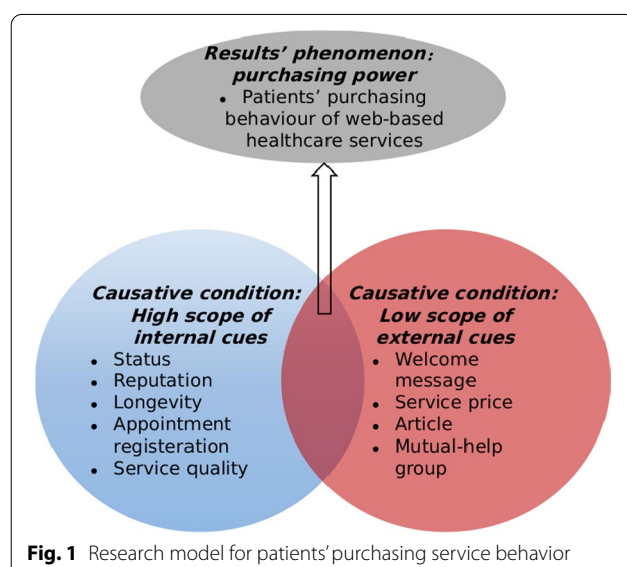 Results’ phenomenon:
purchasing power
• Patients’ purchasing
behaviour of web-based
healthcare services
Causative condition:
High scope of
internal cues
• Status
• Reputation
• Longevity
• Appointment
registeration
• Service quality
Causative condition:
Low scope of
external cues
• Welcome
message
• Service price
• Article
• Mutual-help
group
Fig. 1 Research model for patients’ purchasing service behavior